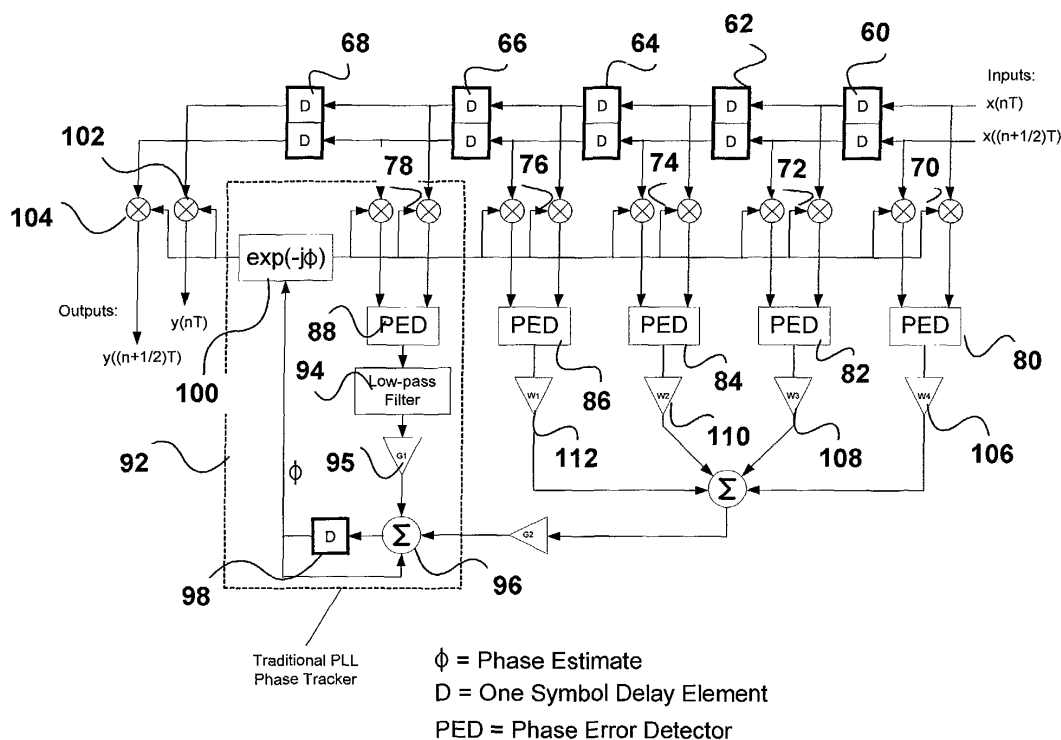 68
66
64
62
60
Inputs:
x(nT)
x((n+1/2)T)
D
D
D
D
D
D
D
D
D
D
102
78
76
74
72
70
104
exp(-jϕ)
Outputs:
y(nT)
y((n+1/2)T)
100
88
PED
PED
PED
PED
PED
86
84
82
80
94
Low-pass
Filter
W1
W2
W3
W4
112
110
108
106
92
95
G1
ϕ
Σ
D
Σ
G2
98
96
Traditional PLL
Phase Tracker
ϕ = Phase Estimate
D = One Symbol Delay Element
PED = Phase Error Detector